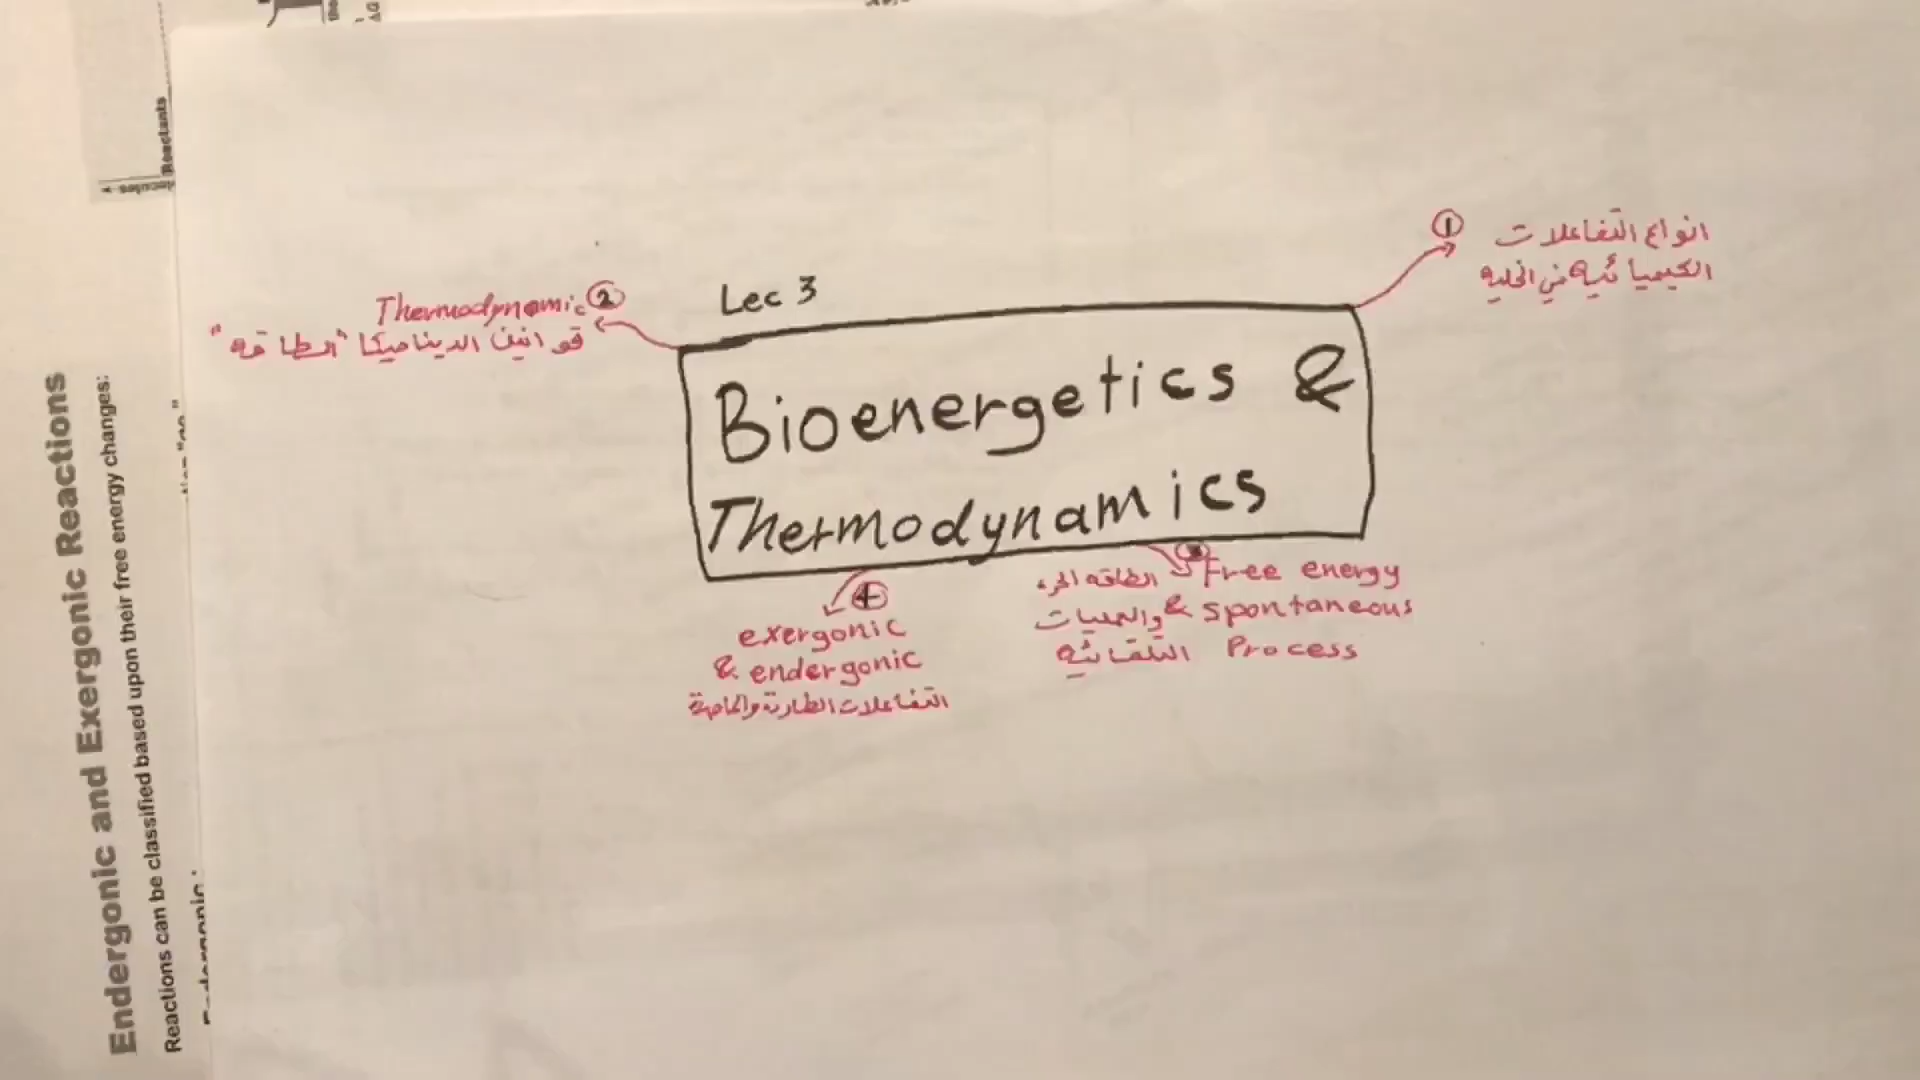 Lec 3
Bioenergetics &
Thermodynamics
① انواع التفاعلات
الكيميائيه في الخليه
Thermodynamic ②
قوانين الديناميكا "الطاقه"
الطاقه الحره Free energy
والعمليات & spontaneous
التلقائيه Process
④
exergonic
& endergonic
التفاعلات الطاردة والماصة
Endergonic and Exergonic Reactions
Reactions can be classified based upon their free energy changes:
Reactants